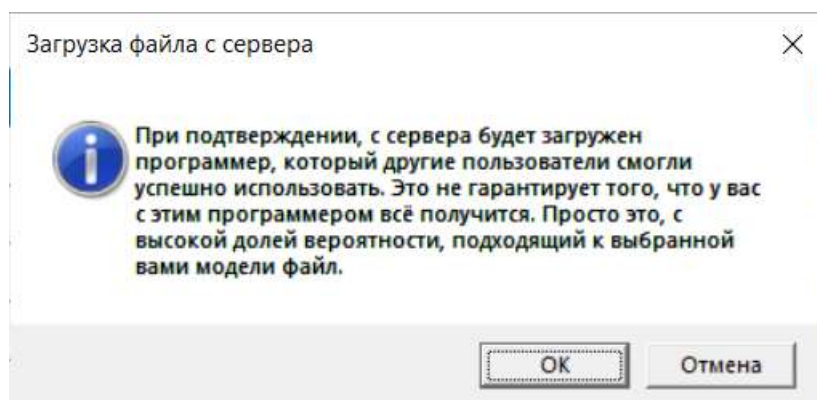 Загрузка файла с сервера
При подтверждении, с сервера будет загружен
программер, который другие пользователи смогли
успешно использовать. Это не гарантирует того, что у вас
с этим программером всё получится. Просто это, с
высокой долей вероятности, подходящий к выбранной
вами модели файл.
OK
Отмена